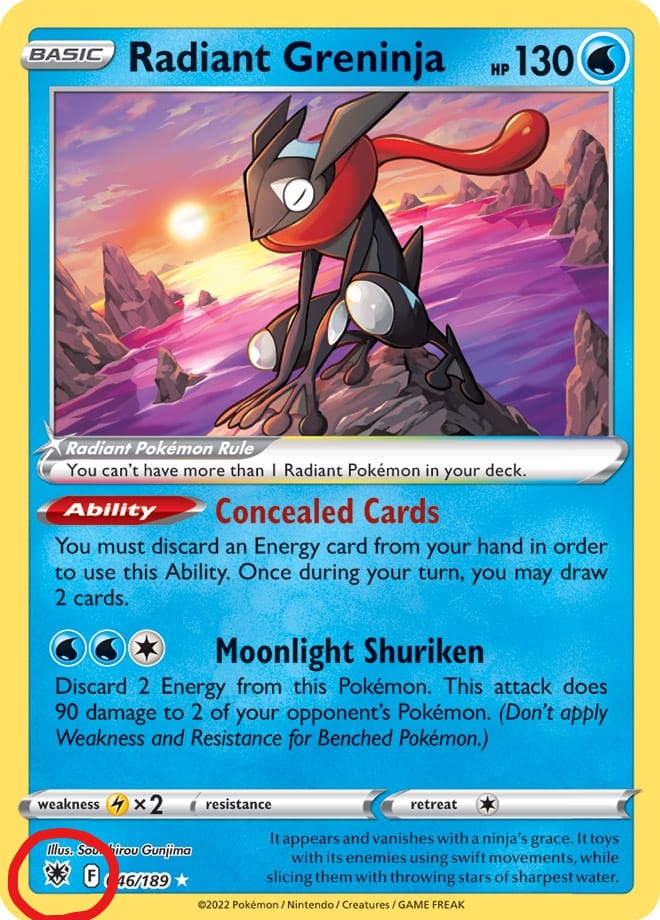 BASIC Radiant Greninja HP 130
Radiant Pokémon Rule
You can't have more than 1 Radiant Pokémon in your deck.
Ability Concealed Cards
You must discard an Energy card from your hand in order
to use this Ability. Once during your turn, you may draw
2 cards.
Moonlight Shuriken
Discard 2 Energy from this Pokémon. This attack does
90 damage to 2 of your opponent's Pokémon. (Don't apply
Weakness and Resistance for Benched Pokémon.)
weakness ×2 resistance retreat
Illus. Souichirou Gunjima
F 046/189
It appears and vanishes with a ninja's grace. It toys
with its enemies using swift movements, while
slicing them with throwing stars of sharpest water.
©2022 Pokémon / Nintendo / Creatures / GAME FREAK